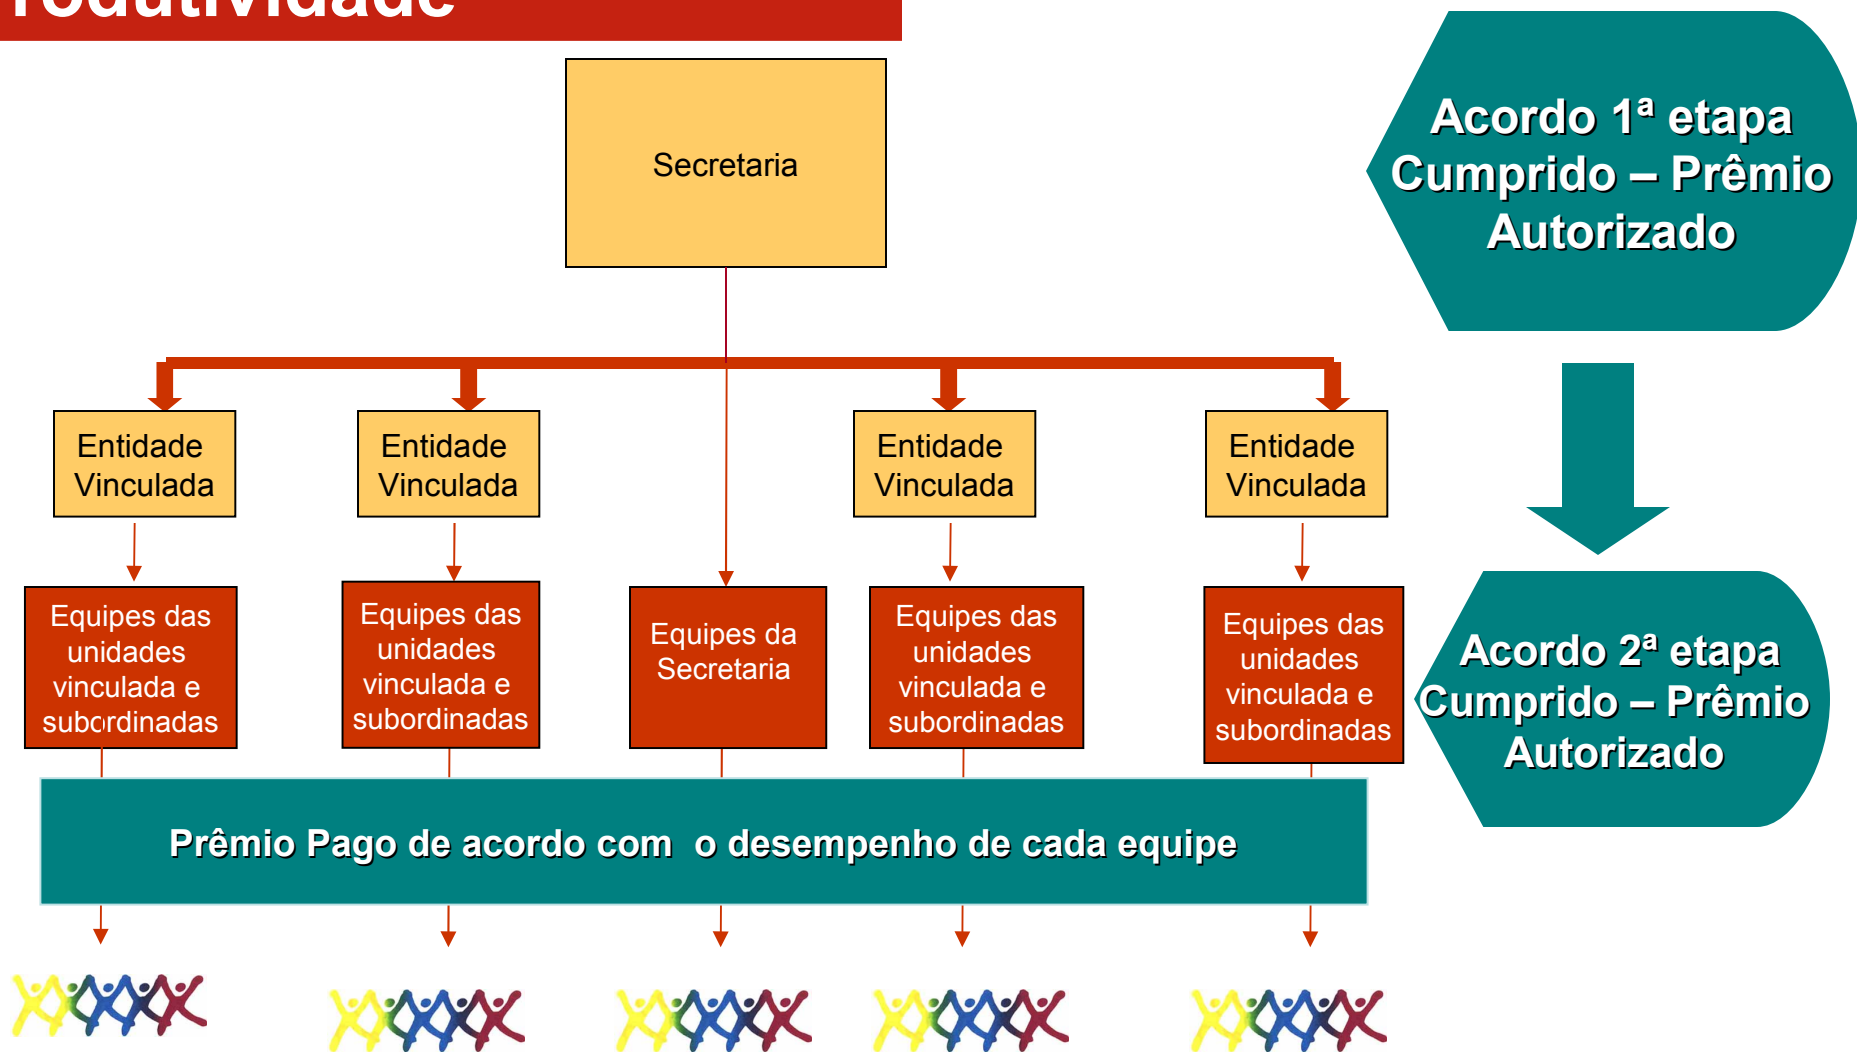 rodutividade
Secretaria
Acordo 1ª etapa
Cumprido – Prêmio
Autorizado
Entidade
Vinculada
Entidade
Vinculada
Entidade
Vinculada
Entidade
Vinculada
Equipes das
unidades
vinculada e
subordinadas
Equipes das
unidades
vinculada e
subordinadas
Equipes da
Secretaria
Equipes das
unidades
vinculada e
subordinadas
Equipes das
unidades
vinculada e
subordinadas
Acordo 2ª etapa
Cumprido – Prêmio
Autorizado
Prêmio Pago de acordo com  o desempenho de cada equipe